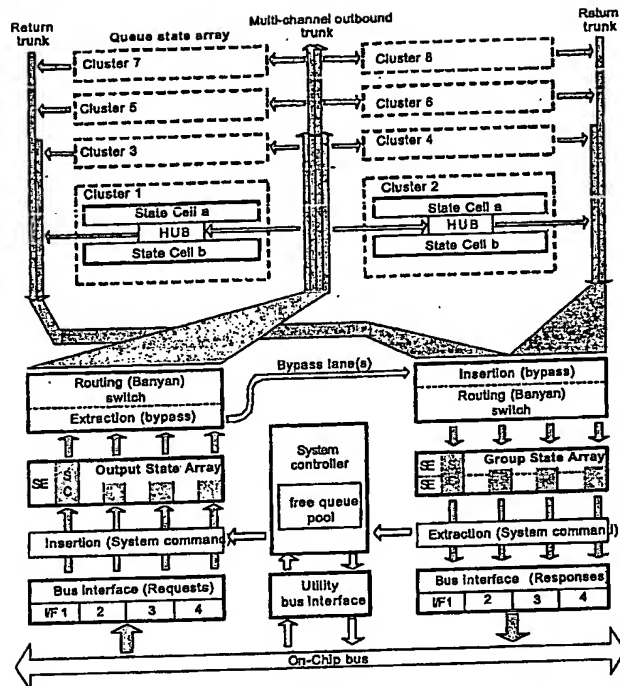 Return trunk
Queue state array
Multi-channel outbound trunk
Return trunk
Cluster 7
Cluster 8
Cluster 5
Cluster 6
Cluster 3
Cluster 4
Cluster 1
State Cell a
HUB
State Cell b
Cluster 2
State Cell a
HUB
State Cell b
Routing (Banyan)
switch
Extraction (bypass)
Bypass lane(s)
Insertion (bypass)
Routing (Banyan)
switch
SE
Output State Array
System
controller
free queue
pool
SE
SE
Group State Array
Insertion (System command)
Extraction (System command)
Bus Interface (Requests)
I/F1 2 3 4
Utility
bus interface
Bus Interface (Responses
I/F1 2 3 4
On-Chip bus